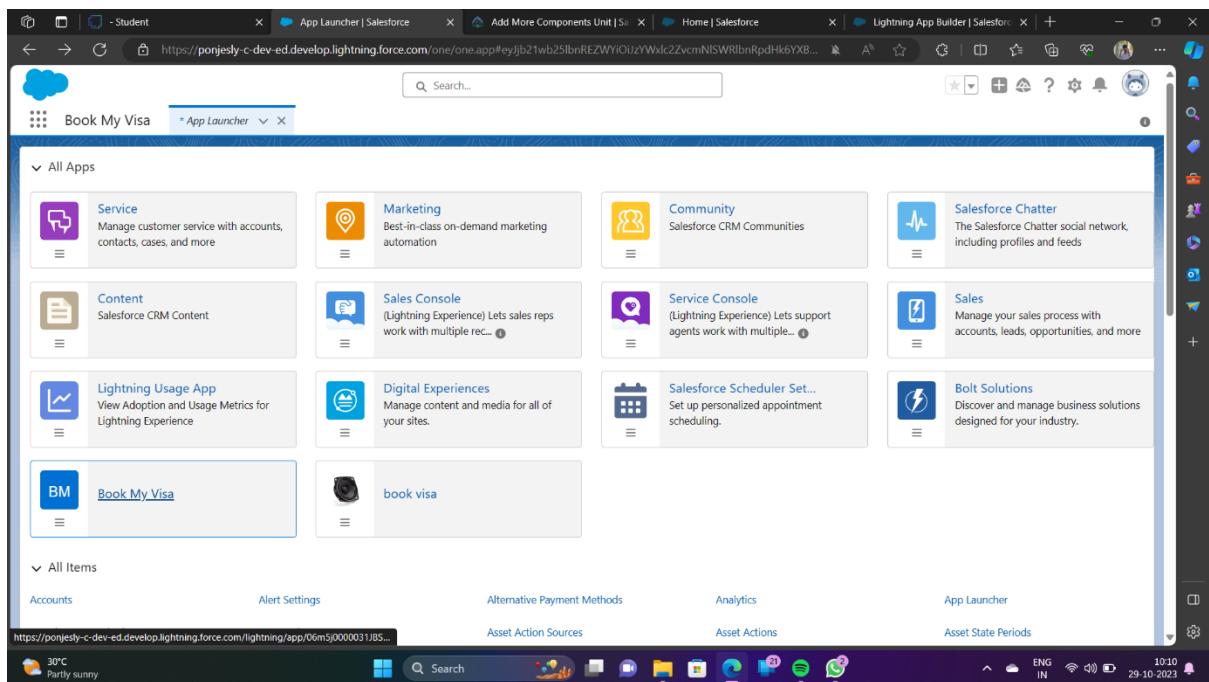 - Student
App Launcher | Salesforce
Add More Components Unit | Sa
Home | Salesforce
Lightning App Builder | Salesforc
https://ponjesly-c-dev-ed.develop.lightning.force.com/one/one.app#eyJjb21wb25lbnREZWYiOiJzYWxlc2ZvcmNlSWRlbnRpdHk6YXB...
Search...
Book My Visa
* App Launcher
All Apps
Service
Manage customer service with accounts,
contacts, cases, and more
Marketing
Best-in-class on-demand marketing
automation
Community
Salesforce CRM Communities
Salesforce Chatter
The Salesforce Chatter social network,
including profiles and feeds
Content
Salesforce CRM Content
Sales Console
(Lightning Experience) Lets sales reps
work with multiple rec...
Service Console
(Lightning Experience) Lets support
agents work with multiple...
Sales
Manage your sales process with
accounts, leads, opportunities, and more
Lightning Usage App
View Adoption and Usage Metrics for
Lightning Experience
Digital Experiences
Manage content and media for all of
your sites.
Salesforce Scheduler Set...
Set up personalized appointment
scheduling.
Bolt Solutions
Discover and manage business solutions
designed for your industry.
BM
Book My Visa
book visa
All Items
Accounts
Alert Settings
Alternative Payment Methods
Analytics
App Launcher
Asset Action Sources
Asset Actions
Asset State Periods
https://ponjesly-c-dev-ed.develop.lightning.force.com/lightning/app/06m5j0000031JBS...
30°C
Partly sunny
Search
21
2
ENG
IN
10:10
29-10-2023